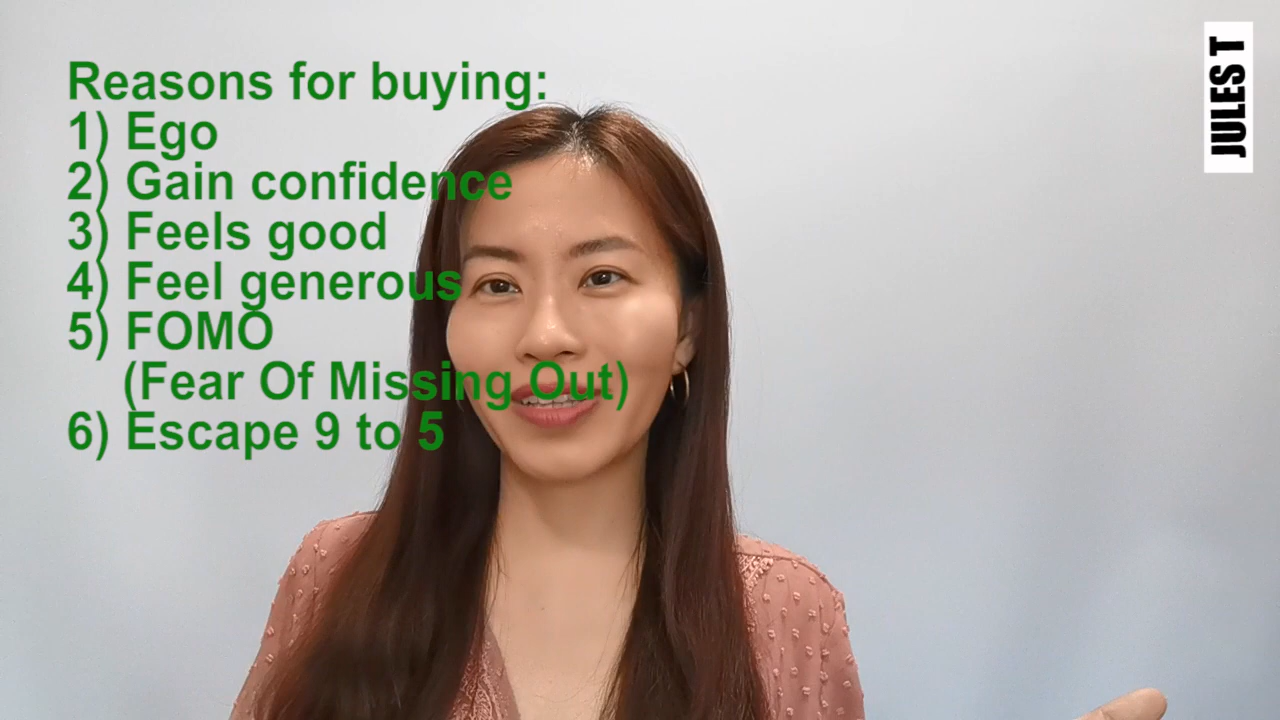 Reasons for buying:
1) Ego
2) Gain confidence
3) Feels good
4) Feel generous
5) FOMO
(Fear Of Missing Out)
6) Escape 9 to 5
JULES T